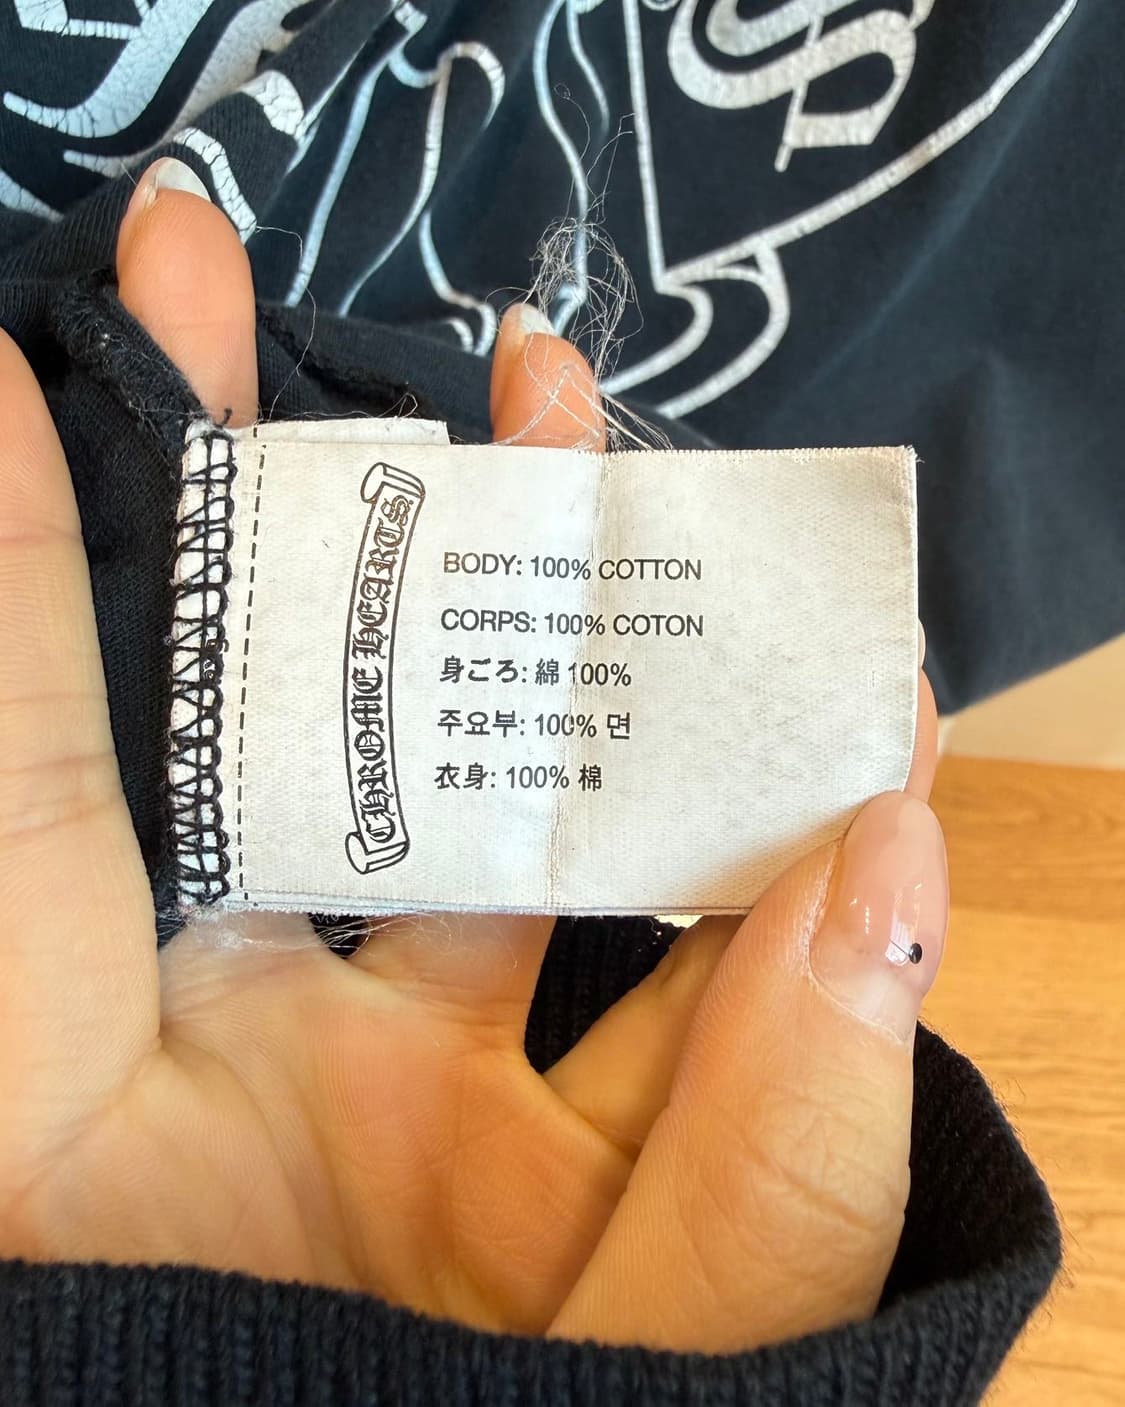 CHROME HEARTS
BODY: 100% COTTON
CORPS: 100% COTON
身ごろ: 綿 100%
주요부: 100% 면
衣身: 100% 棉